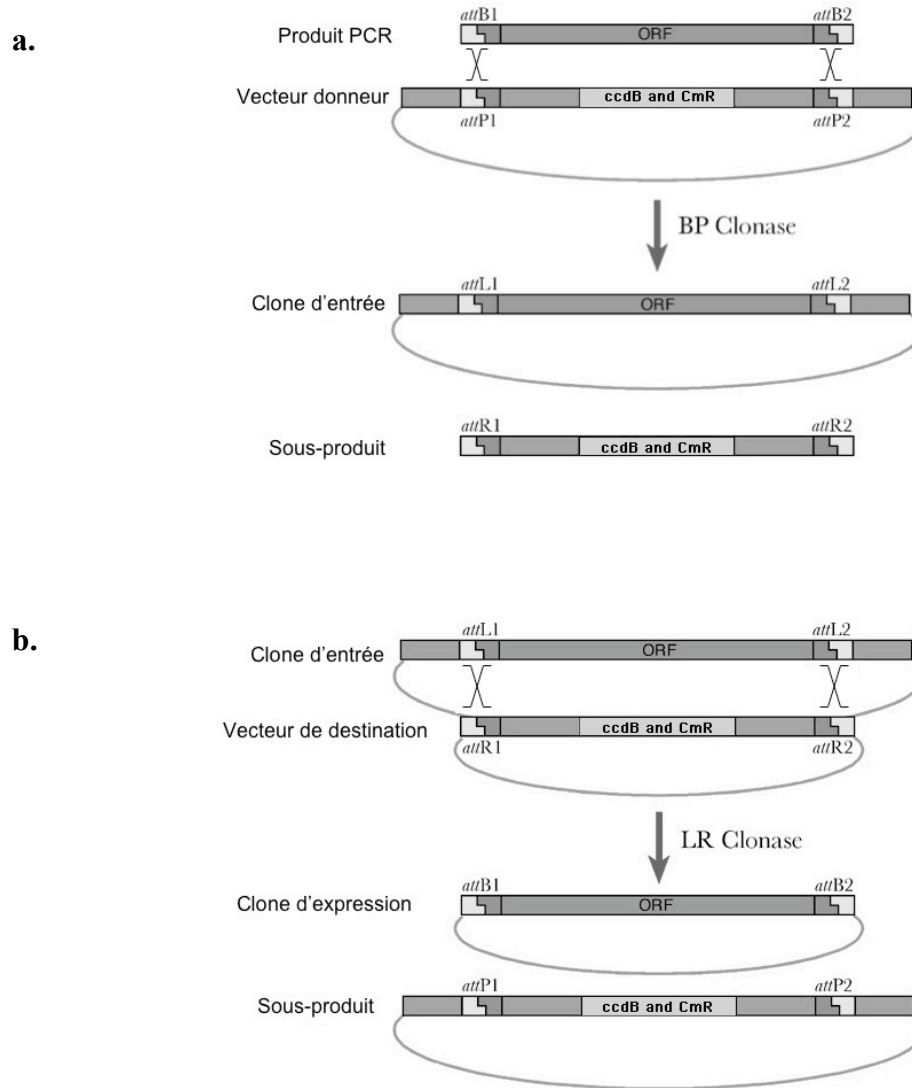 a.
attB1 attB2
Produit PCR ORF
Vecteur donneur ccdB and CmR
attP1 attP2
BP Clonase
attL1 attL2
Clone d'entrée ORF
attR1 attR2
Sous-produit ccdB and CmR
b.
attL1 attL2
Clone d'entrée ORF
Vecteur de destination ccdB and CmR
attR1 attR2
LR Clonase
attB1 attB2
Clone d'expression ORF
attP1 attP2
Sous-produit ccdB and CmR